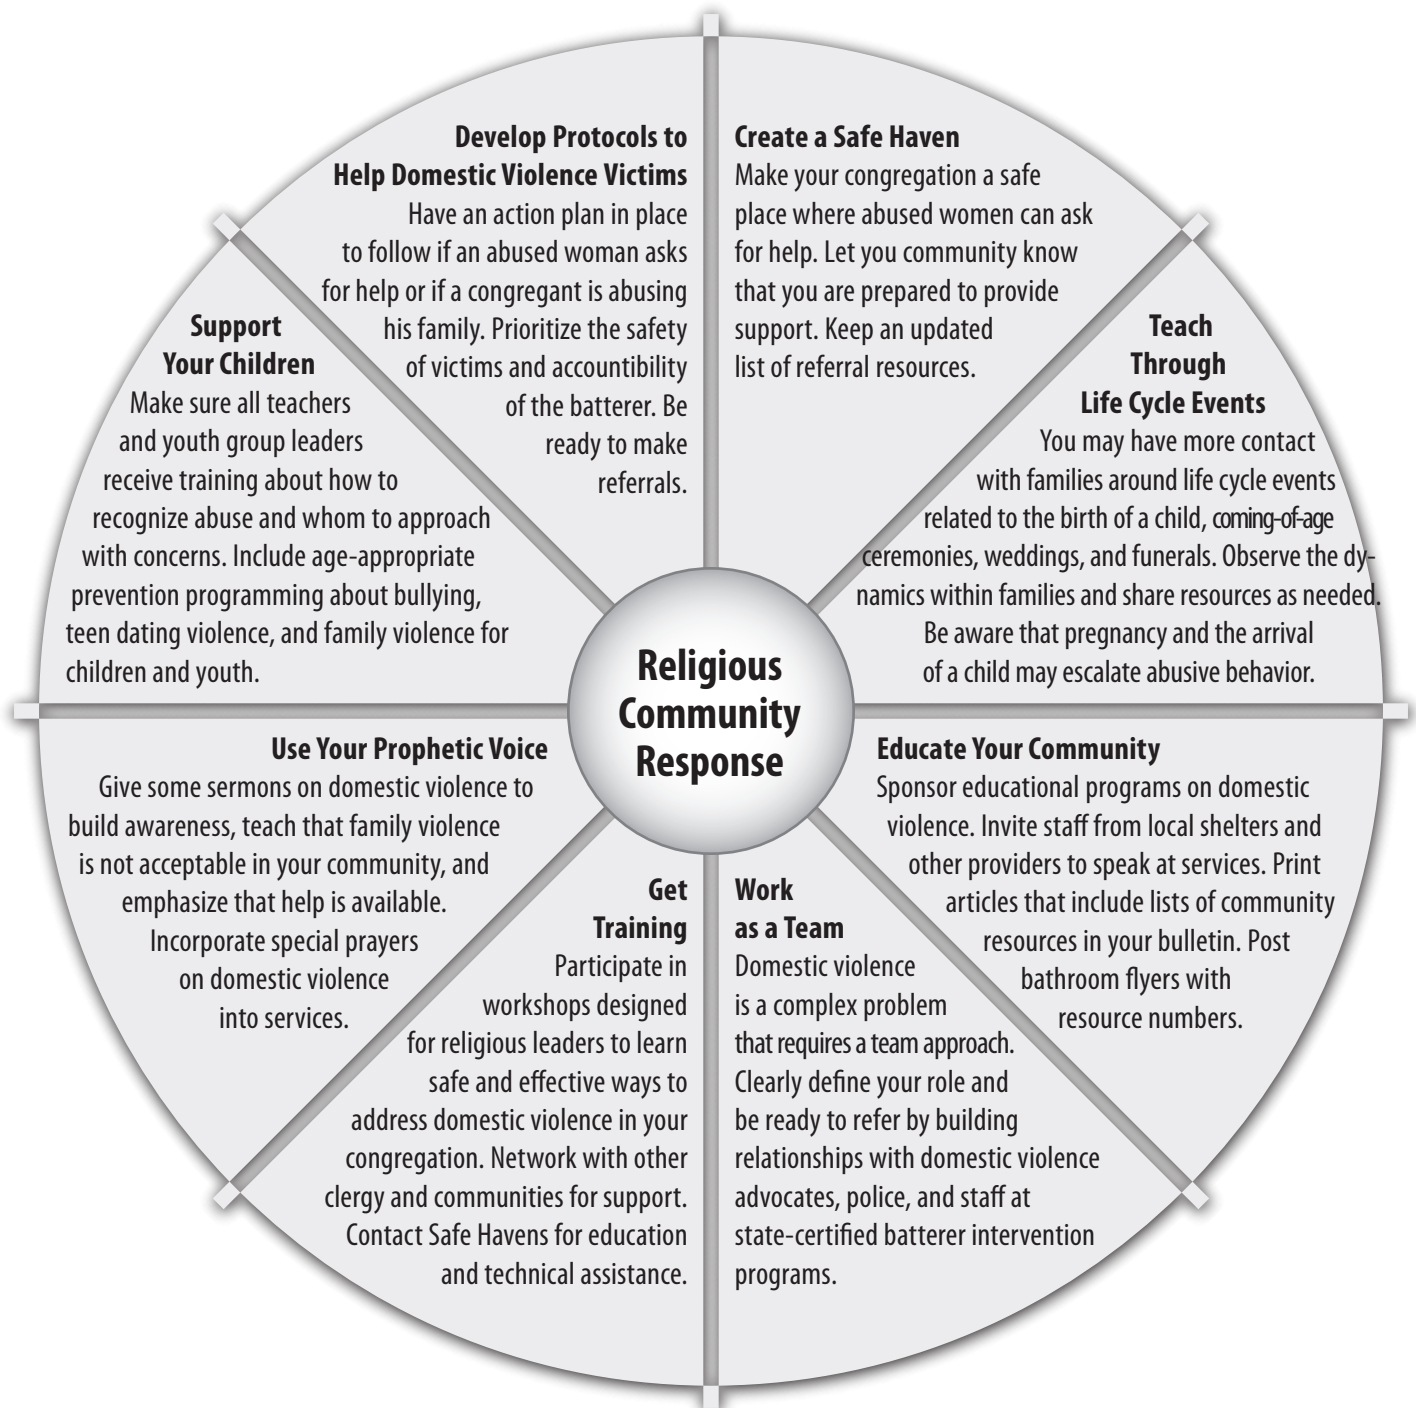 Develop Protocols to
Help Domestic Violence Victims
Have an action plan in place
to follow if an abused woman asks
for help or if a congregant is abusing
his family. Prioritize the safety
of victims and accountibility
of the batterer. Be
ready to make
referrals.
Create a Safe Haven
Make your congregation a safe
place where abused women can ask
for help. Let you community know
that you are prepared to provide
support. Keep an updated
list of referral resources.
Teach
Through
Life Cycle Events
You may have more contact
with families around life cycle events
related to the birth of a child, coming-of-age
ceremonies, weddings, and funerals. Observe the dy-
namics within families and share resources as needed.
Be aware that pregnancy and the arrival
of a child may escalate abusive behavior.
Educate Your Community
Sponsor educational programs on domestic
violence. Invite staff from local shelters and
other providers to speak at services. Print
articles that include lists of community
resources in your bulletin. Post
bathroom flyers with
resource numbers.
Work
as a Team
Domestic violence
is a complex problem
that requires a team approach.
Clearly define your role and
be ready to refer by building
relationships with domestic violence
advocates, police, and staff at
state-certified batterer intervention
programs.
Get
Training
Participate in
workshops designed
for religious leaders to learn
safe and effective ways to
address domestic violence in your
congregation. Network with other
clergy and communities for support.
Contact Safe Havens for education
and technical assistance.
Use Your Prophetic Voice
Give some sermons on domestic violence to
build awareness, teach that family violence
is not acceptable in your community, and
emphasize that help is available.
Incorporate special prayers
on domestic violence
into services.
Support
Your Children
Make sure all teachers
and youth group leaders
receive training about how to
recognize abuse and whom to approach
with concerns. Include age-appropriate
prevention programming about bullying,
teen dating violence, and family violence for
children and youth.
Religious
Community
Response